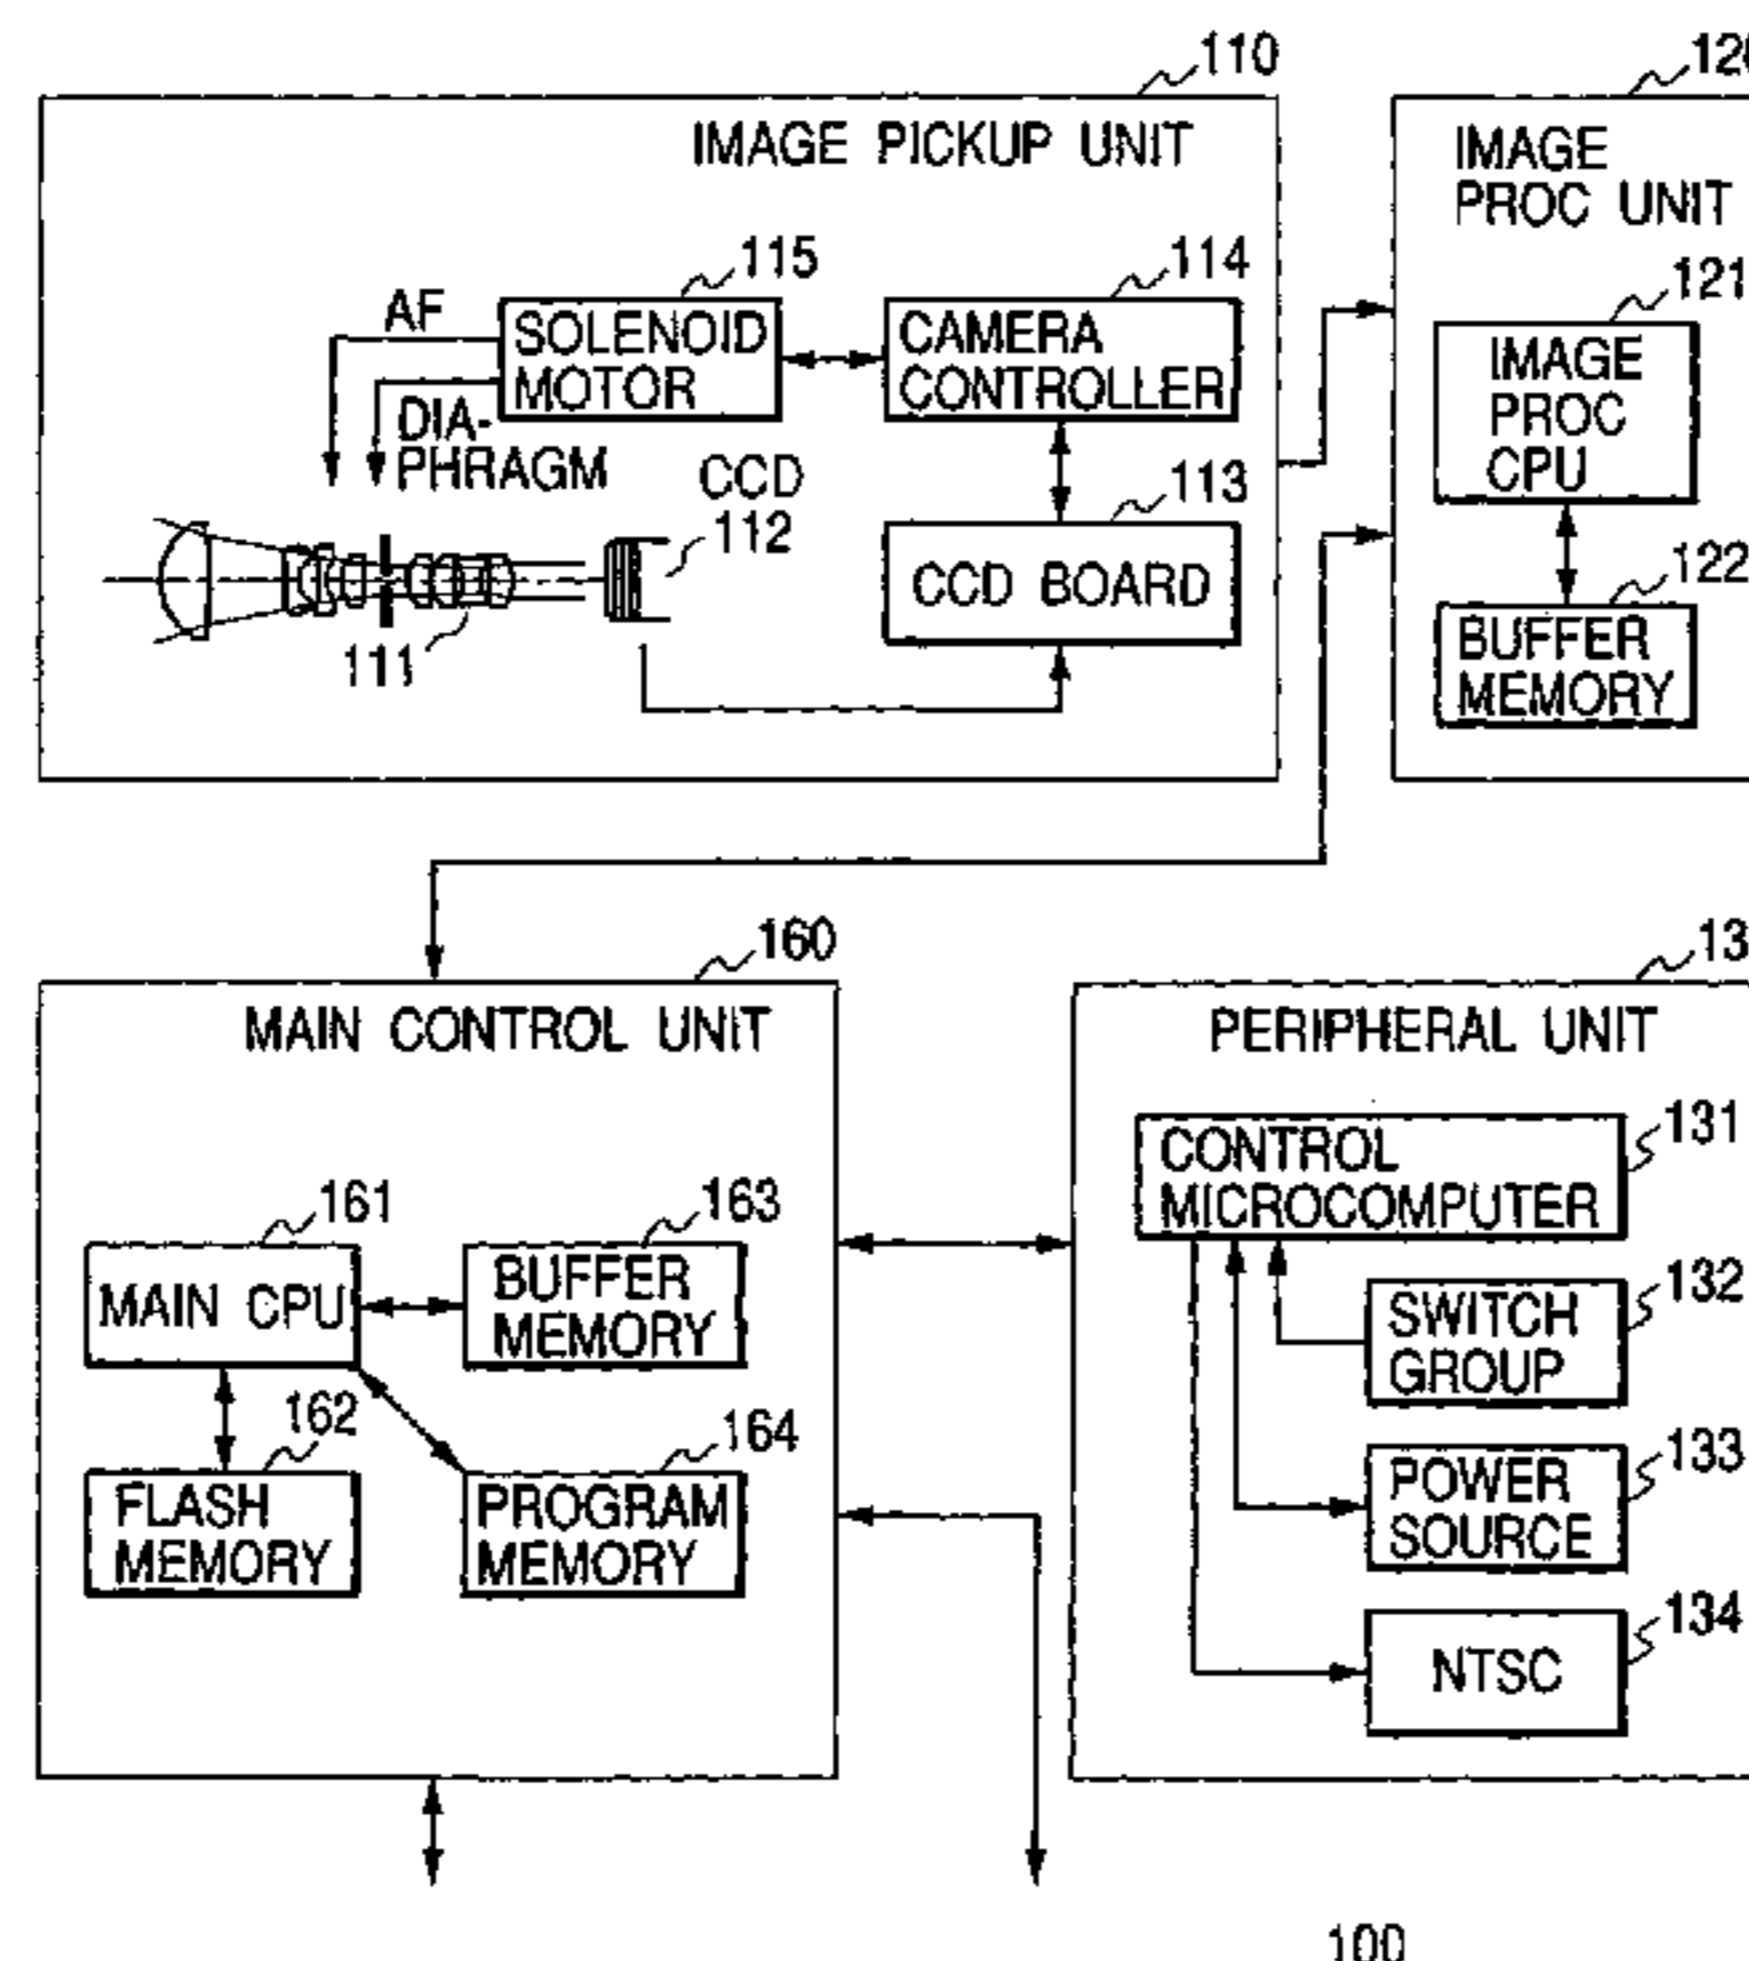 110
IMAGE PICKUP UNIT
115
114
AF
SOLENOID
MOTOR
CAMERA
CONTROLLER
DIA-
PHRAGM
CCD
112
113
CCD BOARD
111
IMAGE
PROC UNIT
121
IMAGE
PROC
CPU
122
BUFFER
MEMORY
160
MAIN CONTROL UNIT
161
163
MAIN CPU
BUFFER
MEMORY
162
164
FLASH
MEMORY
PROGRAM
MEMORY
PERIPHERAL UNIT
131
CONTROL
MICROCOMPUTER
132
SWITCH
GROUP
133
POWER
SOURCE
134
NTSC
100